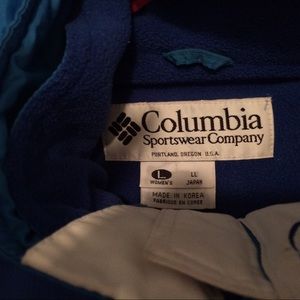 Columbia
Sportswear Company
PORTLAND, OREGON U.S.A.
L LL
WOMEN'S JAPAN
MADE IN KOREA
FABRIQUÉ EN CORÉE